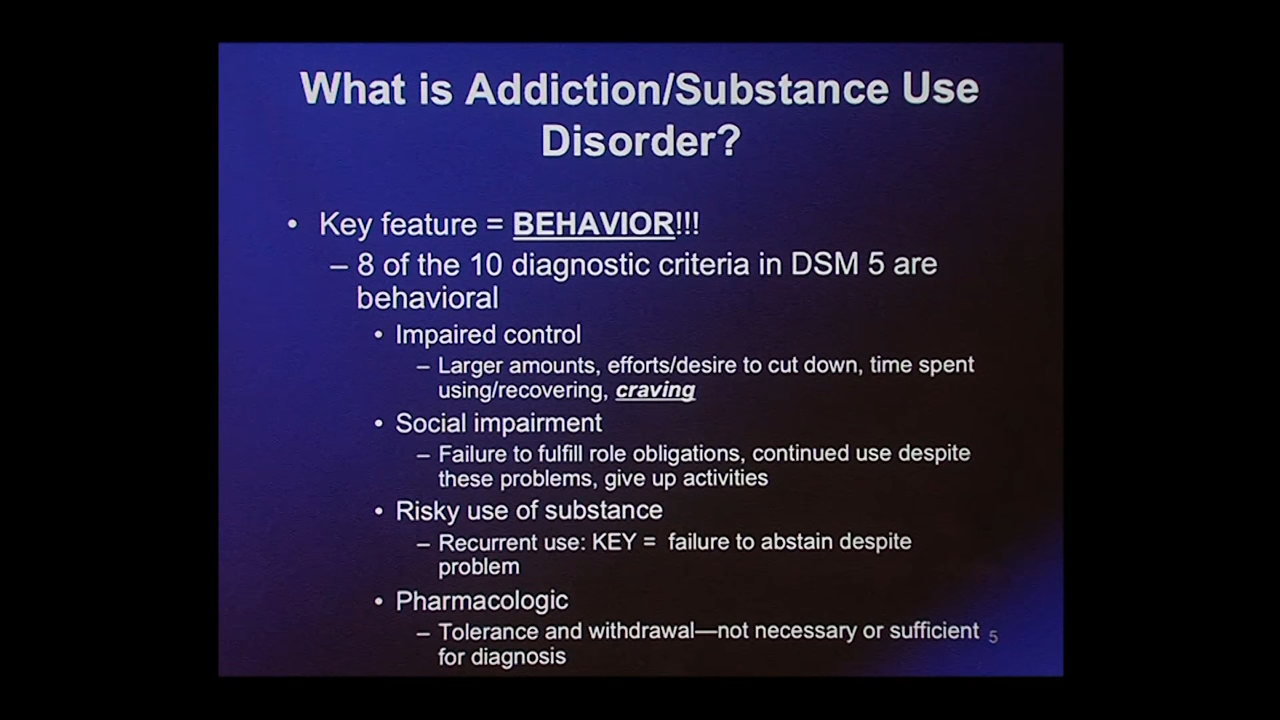 What is Addiction/Substance Use
Disorder?
• Key feature = BEHAVIOR!!!
– 8 of the 10 diagnostic criteria in DSM 5 are
behavioral
• Impaired control
– Larger amounts, efforts/desire to cut down, time spent
using/recovering, craving
• Social impairment
– Failure to fulfill role obligations, continued use despite
these problems, give up activities
• Risky use of substance
– Recurrent use: KEY = failure to abstain despite
problem
• Pharmacologic
– Tolerance and withdrawal—not necessary or sufficient
for diagnosis
5